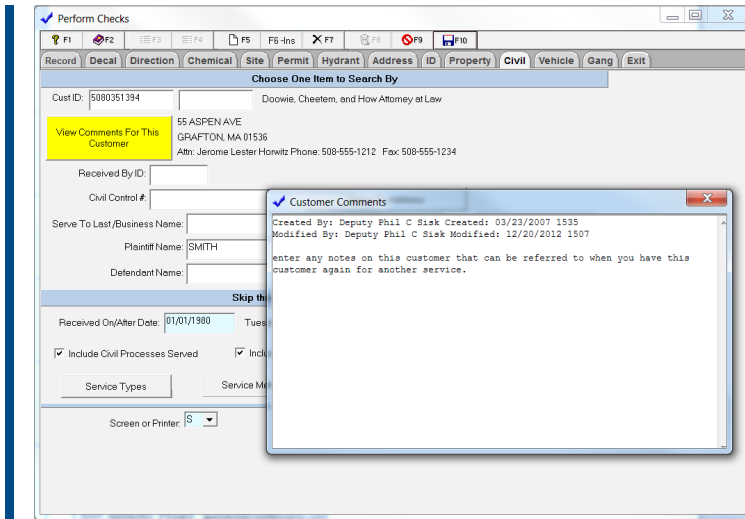 Perform Checks
F1 F2 F3 F4 F5 F6 -Ins F7 F8 F9 F10
Record Decal Direction Chemical Site Permit Hydrant Address ID Property Civil Vehicle Gang Exit
Choose One Item to Search By
Cust ID: 5080351394 Doowie, Cheetem, and How Attorney at Law
View Comments For This
Customer
55 ASPEN AVE
GRAFTON, MA 01536
Attn: Jerome Lester Horwitz Phone: 508-555-1212 Fax: 508-555-1234
Received By ID:
Civil Control #:
Serve To Last /Business Name:
Plaintiff Name: SMITH
Defendant Name:
Skip
Received On/After Date: 01/01/1980
Include Civil Processes Served
Service Types Service
Screen or Printer: S
Customer Comments
Created By: Deputy Phil C Sisk Created: 03/23/2007 1535
Modified By: Deputy Phil C Sisk Modified: 12/20/2012 1507
enter any notes on this customer that can be referred to when you have this
customer again for another service.